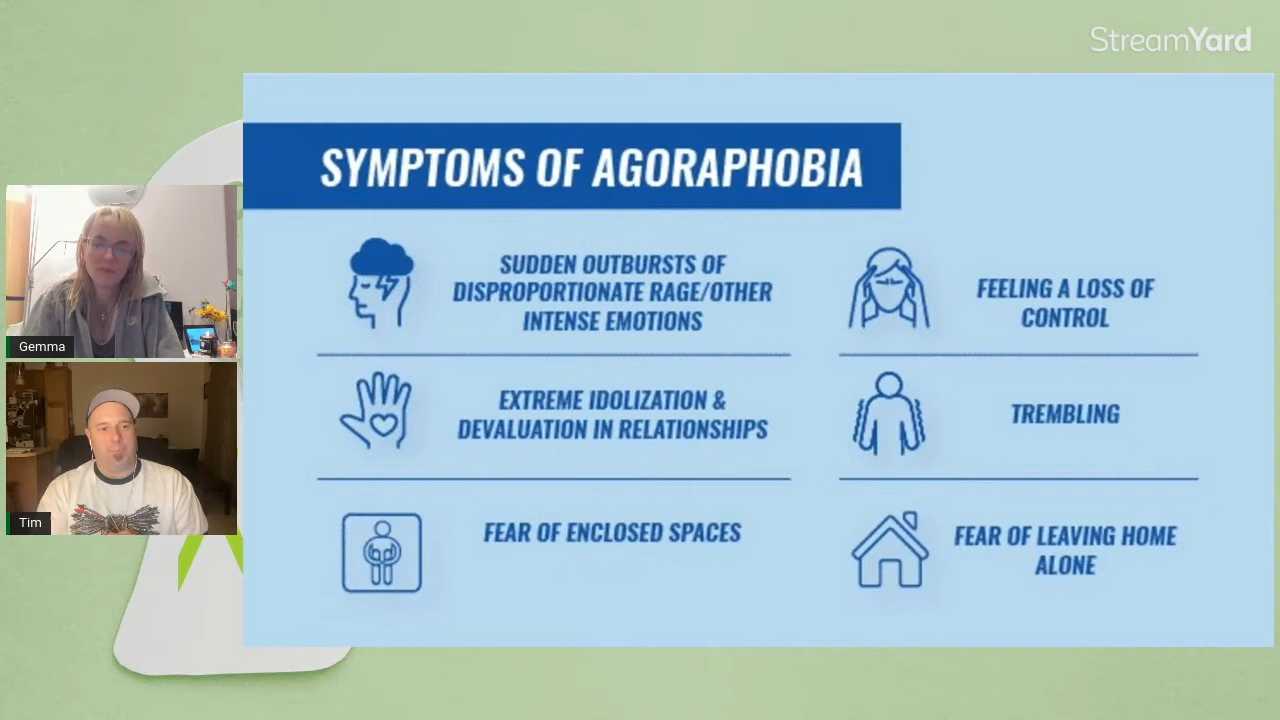 StreamYard
SYMPTOMS OF AGORAPHOBIA
SUDDEN OUTBURSTS OF
DISPROPORTIONATE RAGE/OTHER
INTENSE EMOTIONS
FEELING A LOSS OF
CONTROL
EXTREME IDOLIZATION &
DEVALUATION IN RELATIONSHIPS
TREMBLING
FEAR OF ENCLOSED SPACES
FEAR OF LEAVING HOME
ALONE
Gemma
Tim